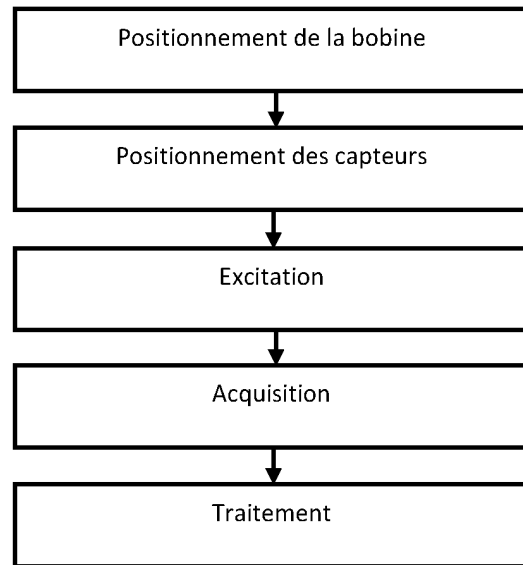 Positionnement de la bobine
Positionnement des capteurs
Excitation
Acquisition
Traitement